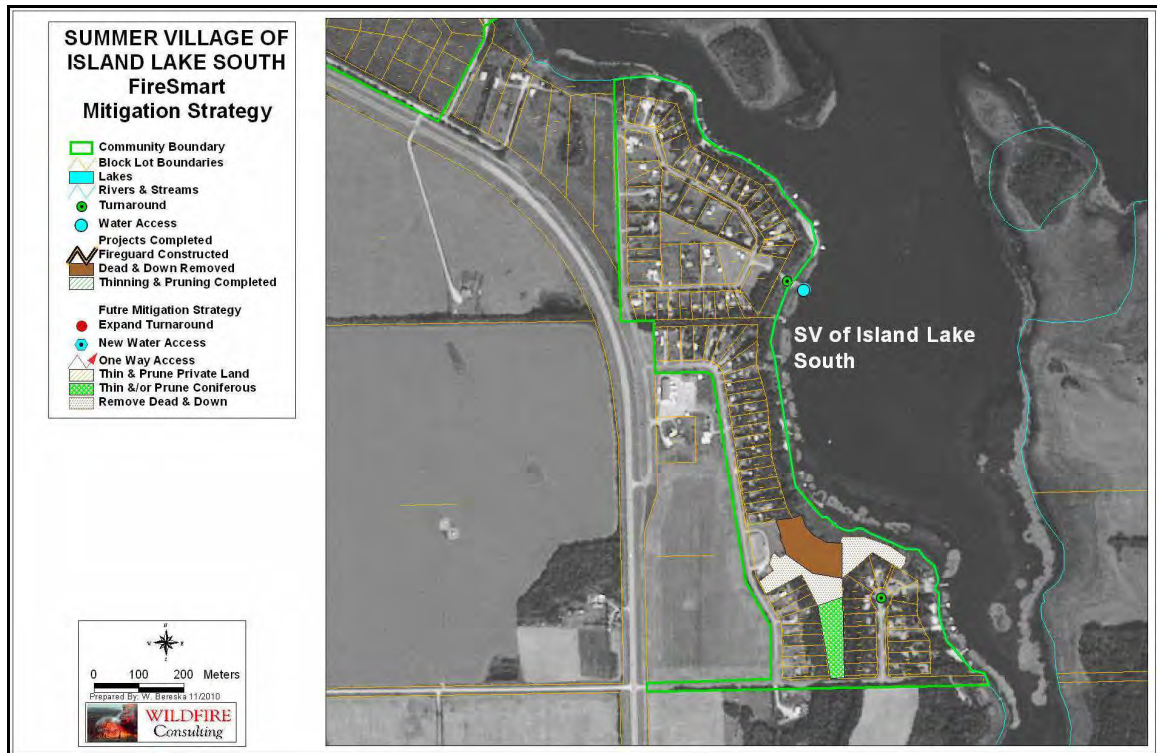 SUMMER VILLAGE OF
ISLAND LAKE SOUTH
FireSmart
Mitigation Strategy
Community Boundary
Block Lot Boundaries
Lakes
Rivers & Streams
Turnaround
Water Access
Projects Completed
Fireguard Constructed
Dead & Down Removed
Thinning & Pruning Completed
Futre Mitigation Strategy
Expand Turnaround
New Water Access
One Way Access
Thin & Prune Private Land
Thin &/or Prune Coniferous
Remove Dead & Down
SV of Island Lake
South
N
W E
S
0 100 200 Meters
Prepared By: W. Bereska 11/2010
WILDFIRE
Consulting